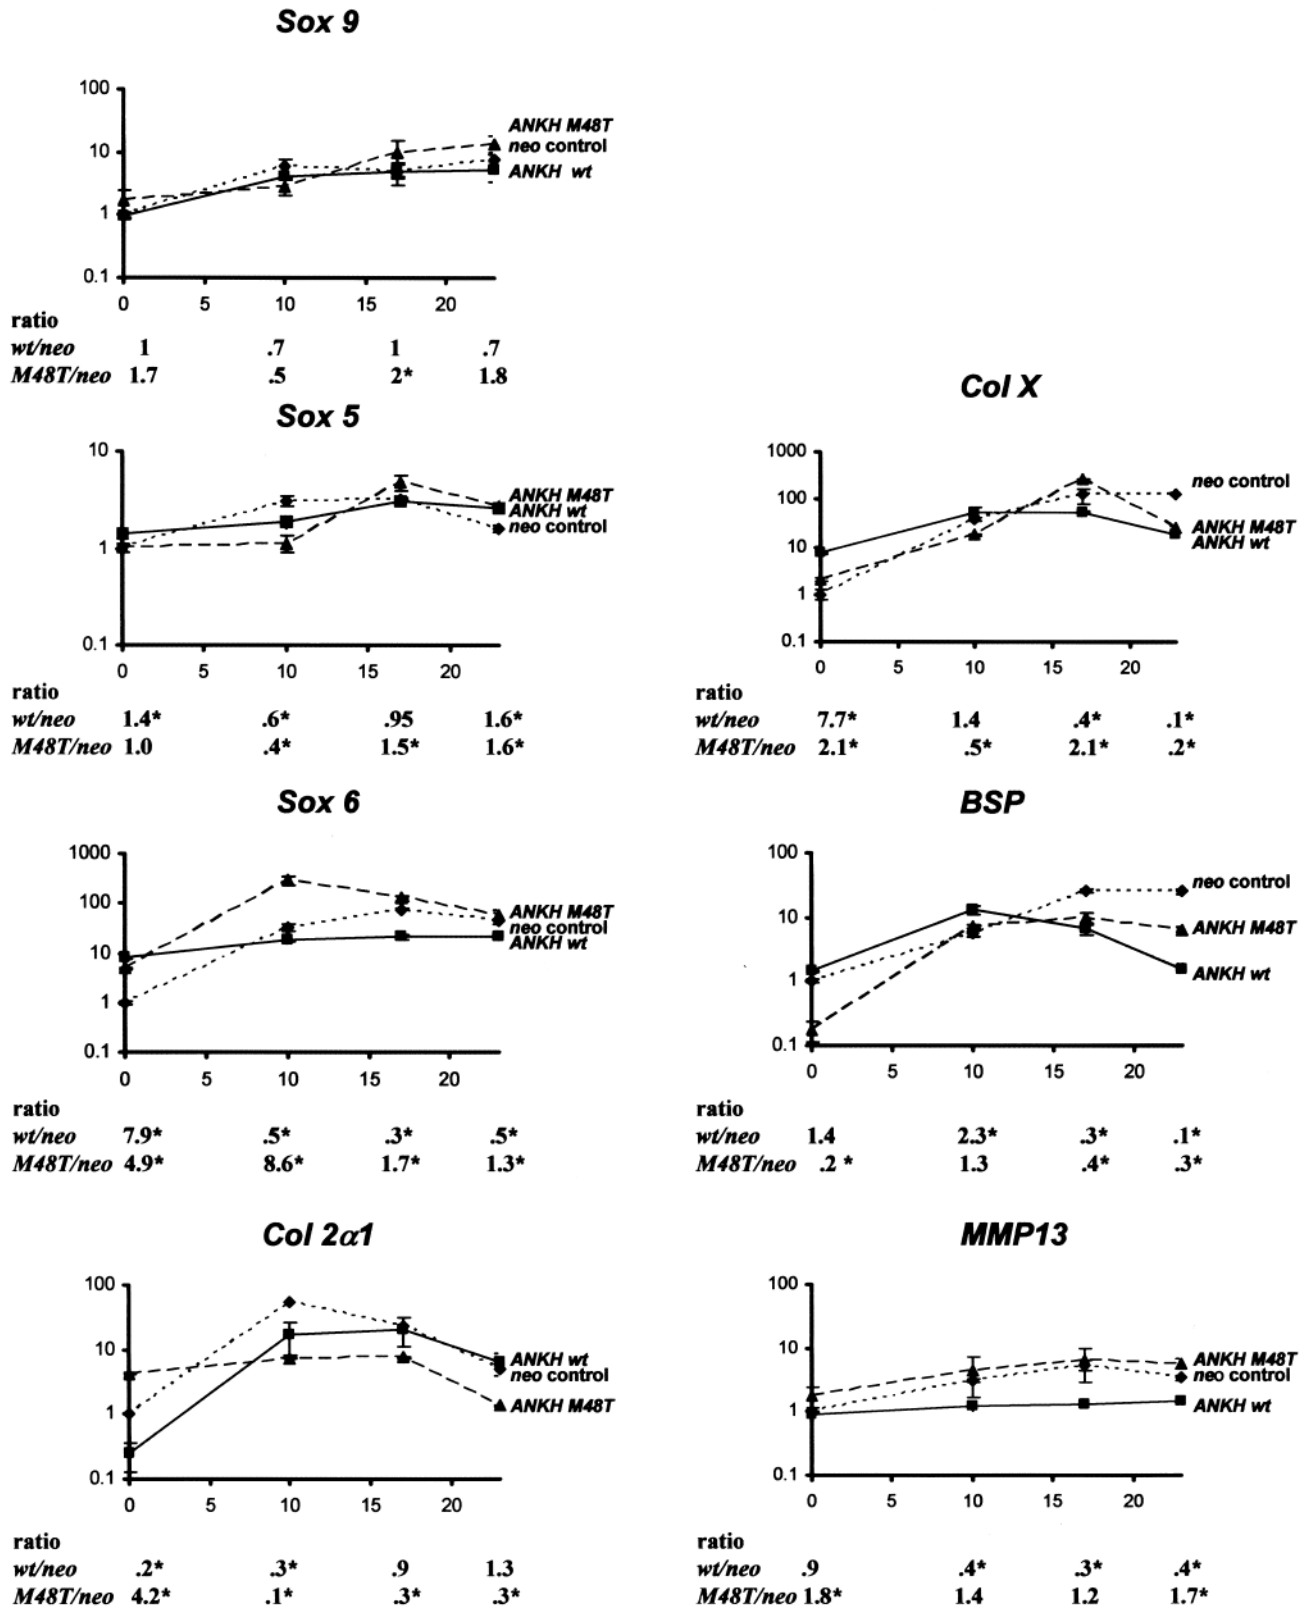 Sox 9
100
10
1
0.1
0 5 10 15 20
ANKH M48T
neo control
ANKH wt
ratio
wt/neo 1 .7 1 .7
M48T/neo 1.7 .5 2* 1.8
Sox 5
10
1
0.1
0 5 10 15 20
ANKH M48T
ANKH wt
neo control
ratio
wt/neo 1.4* .6* .95 1.6*
M48T/neo 1.0 .4* 1.5* 1.6*
Sox 6
1000
100
10
1
0.1
0 5 10 15 20
ANKH M48T
neo control
ANKH wt
ratio
wt/neo 7.9* .5* .3* .5*
M48T/neo 4.9* 8.6* 1.7* 1.3*
Col 2α1
100
10
1
0.1
0 5 10 15 20
ANKH wt
neo control
ANKH M48T
ratio
wt/neo .2* .3* .9 1.3
M48T/neo 4.2* .1* .3* .3*
Col X
1000
100
10
1
0.1
0 5 10 15 20
neo control
ANKH M48T
ANKH wt
ratio
wt/neo 7.7* 1.4 .4* .1*
M48T/neo 2.1* .5* 2.1* .2*
BSP
100
10
1
0.1
0 5 10 15 20
neo control
ANKH M48T
ANKH wt
ratio
wt/neo 1.4 2.3* .3* .1*
M48T/neo .2 * 1.3 .4* .3*
MMP13
100
10
1
0.1
0 5 10 15 20
ANKH M48T
neo control
ANKH wt
ratio
wt/neo .9 .4* .3* .4*
M48T/neo 1.8* 1.4 1.2 1.7*